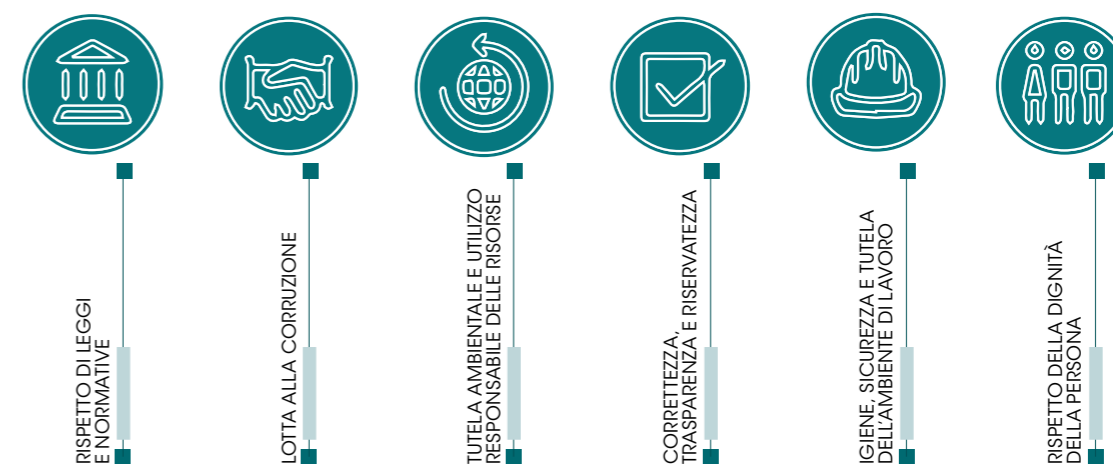 RISPETTO DI LEGGI
E NORMATIVE
LOTTA ALLA CORRUZIONE
TUTELA AMBIENTALE E UTILIZZO
RESPONSABILE DELLE RISORSE
CORRETTEZZA,
TRASPARENZA E RISERVATEZZA
IGIENE, SICUREZZA E TUTELA
DELL'AMBIENTE DI LAVORO
RISPETTO DELLA DIGNITÀ
DELLA PERSONA